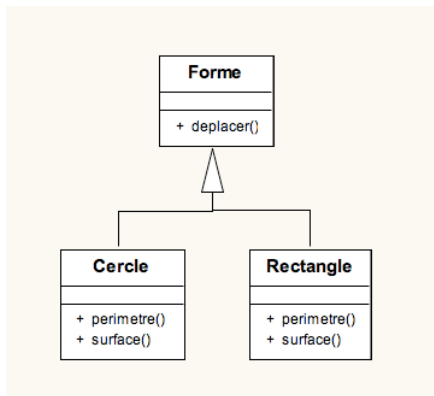 Forme
+ deplacer()
Cercle
+ perimetre()
+ surface()
Rectangle
+ perimetre()
+ surface()